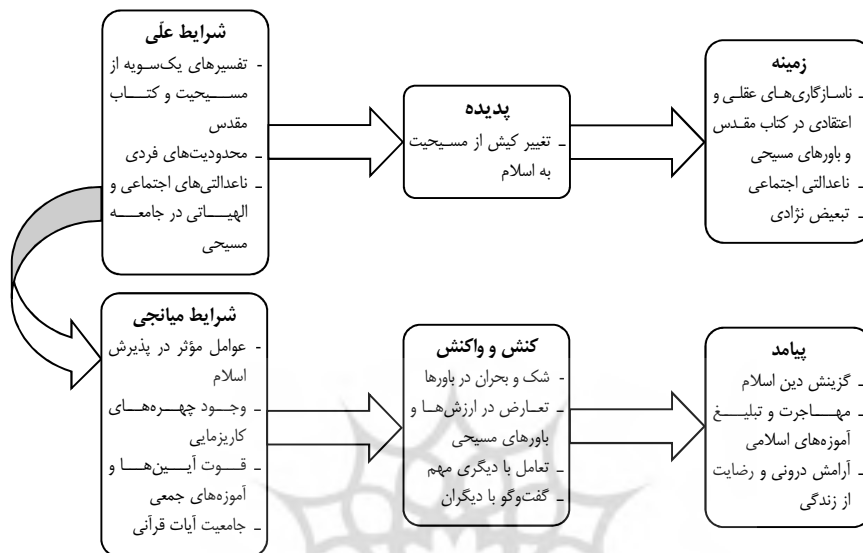 شرایط علّی
- تفسیرهای یک‌سویه از
مسیحیت و کتاب
مقدس
- محدودیت‌های فردی
- ناعدالتی‌های اجتماعی و
الهیاتی در جامعه
مسیحی
پدیده
- تغییر کیش از مسیحیت
به اسلام
زمینه
- ناسازگاری‌های عقلی و
اعتقادی در کتاب مقدس
و باورهای مسیحی
- ناعدالتی اجتماعی
- تبعیض نژادی
شرایط میانجی
- عوامل مؤثر در پذیرش
اسلام
- وجود چهره‌های
کاریزمایی
- قوت آیین‌ها و
آموزه‌های جمعی
- جامعیت آیات قرآنی
کنش و واکنش
- شک و بحران در باورها
- تعارض در ارزش‌ها و
باورهای مسیحی
- تعامل با دیگری مهم
- گفت‌وگو با دیگران
پیامد
- گزینش دین اسلام
- مهاجرت و تبلیغ
آموزه‌های اسلامی
- آرامش درونی و رضایت
از زندگی